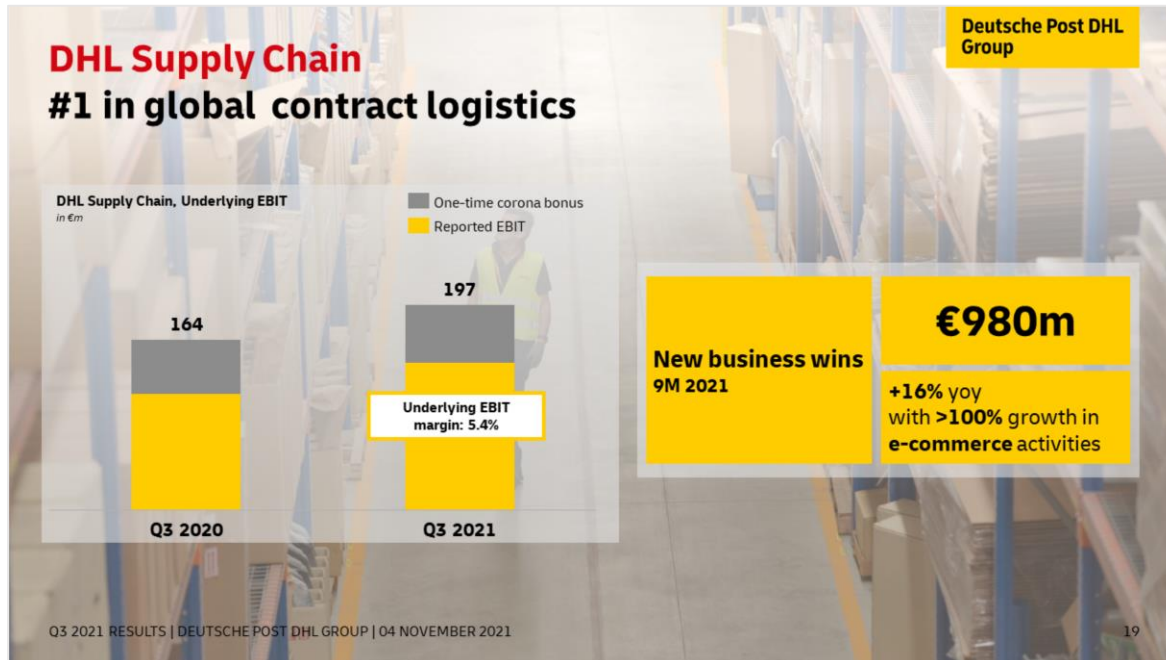 Deutsche Post DHL
Group
DHL Supply Chain
#1 in global contract logistics
DHL Supply Chain, Underlying EBIT
in €m
One-time corona bonus
Reported EBIT
164
197
Underlying EBIT
margin: 5.4%
Q3 2020
Q3 2021
New business wins
9M 2021
€980m
+16% yoy
with >100% growth in
e-commerce activities
Q3 2021 RESULTS | DEUTSCHE POST DHL GROUP | 04 NOVEMBER 2021
19